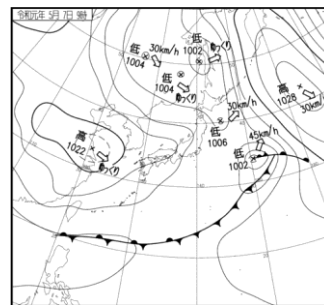 令和元年 5月 7日 9時
低
1004
30km/h
低
1002
ゆっくり
低
1004
ゆっくり
高
1028
30km/h
30km/h
低
1006
45km/h
低
1002
高
1022
ゆっくり